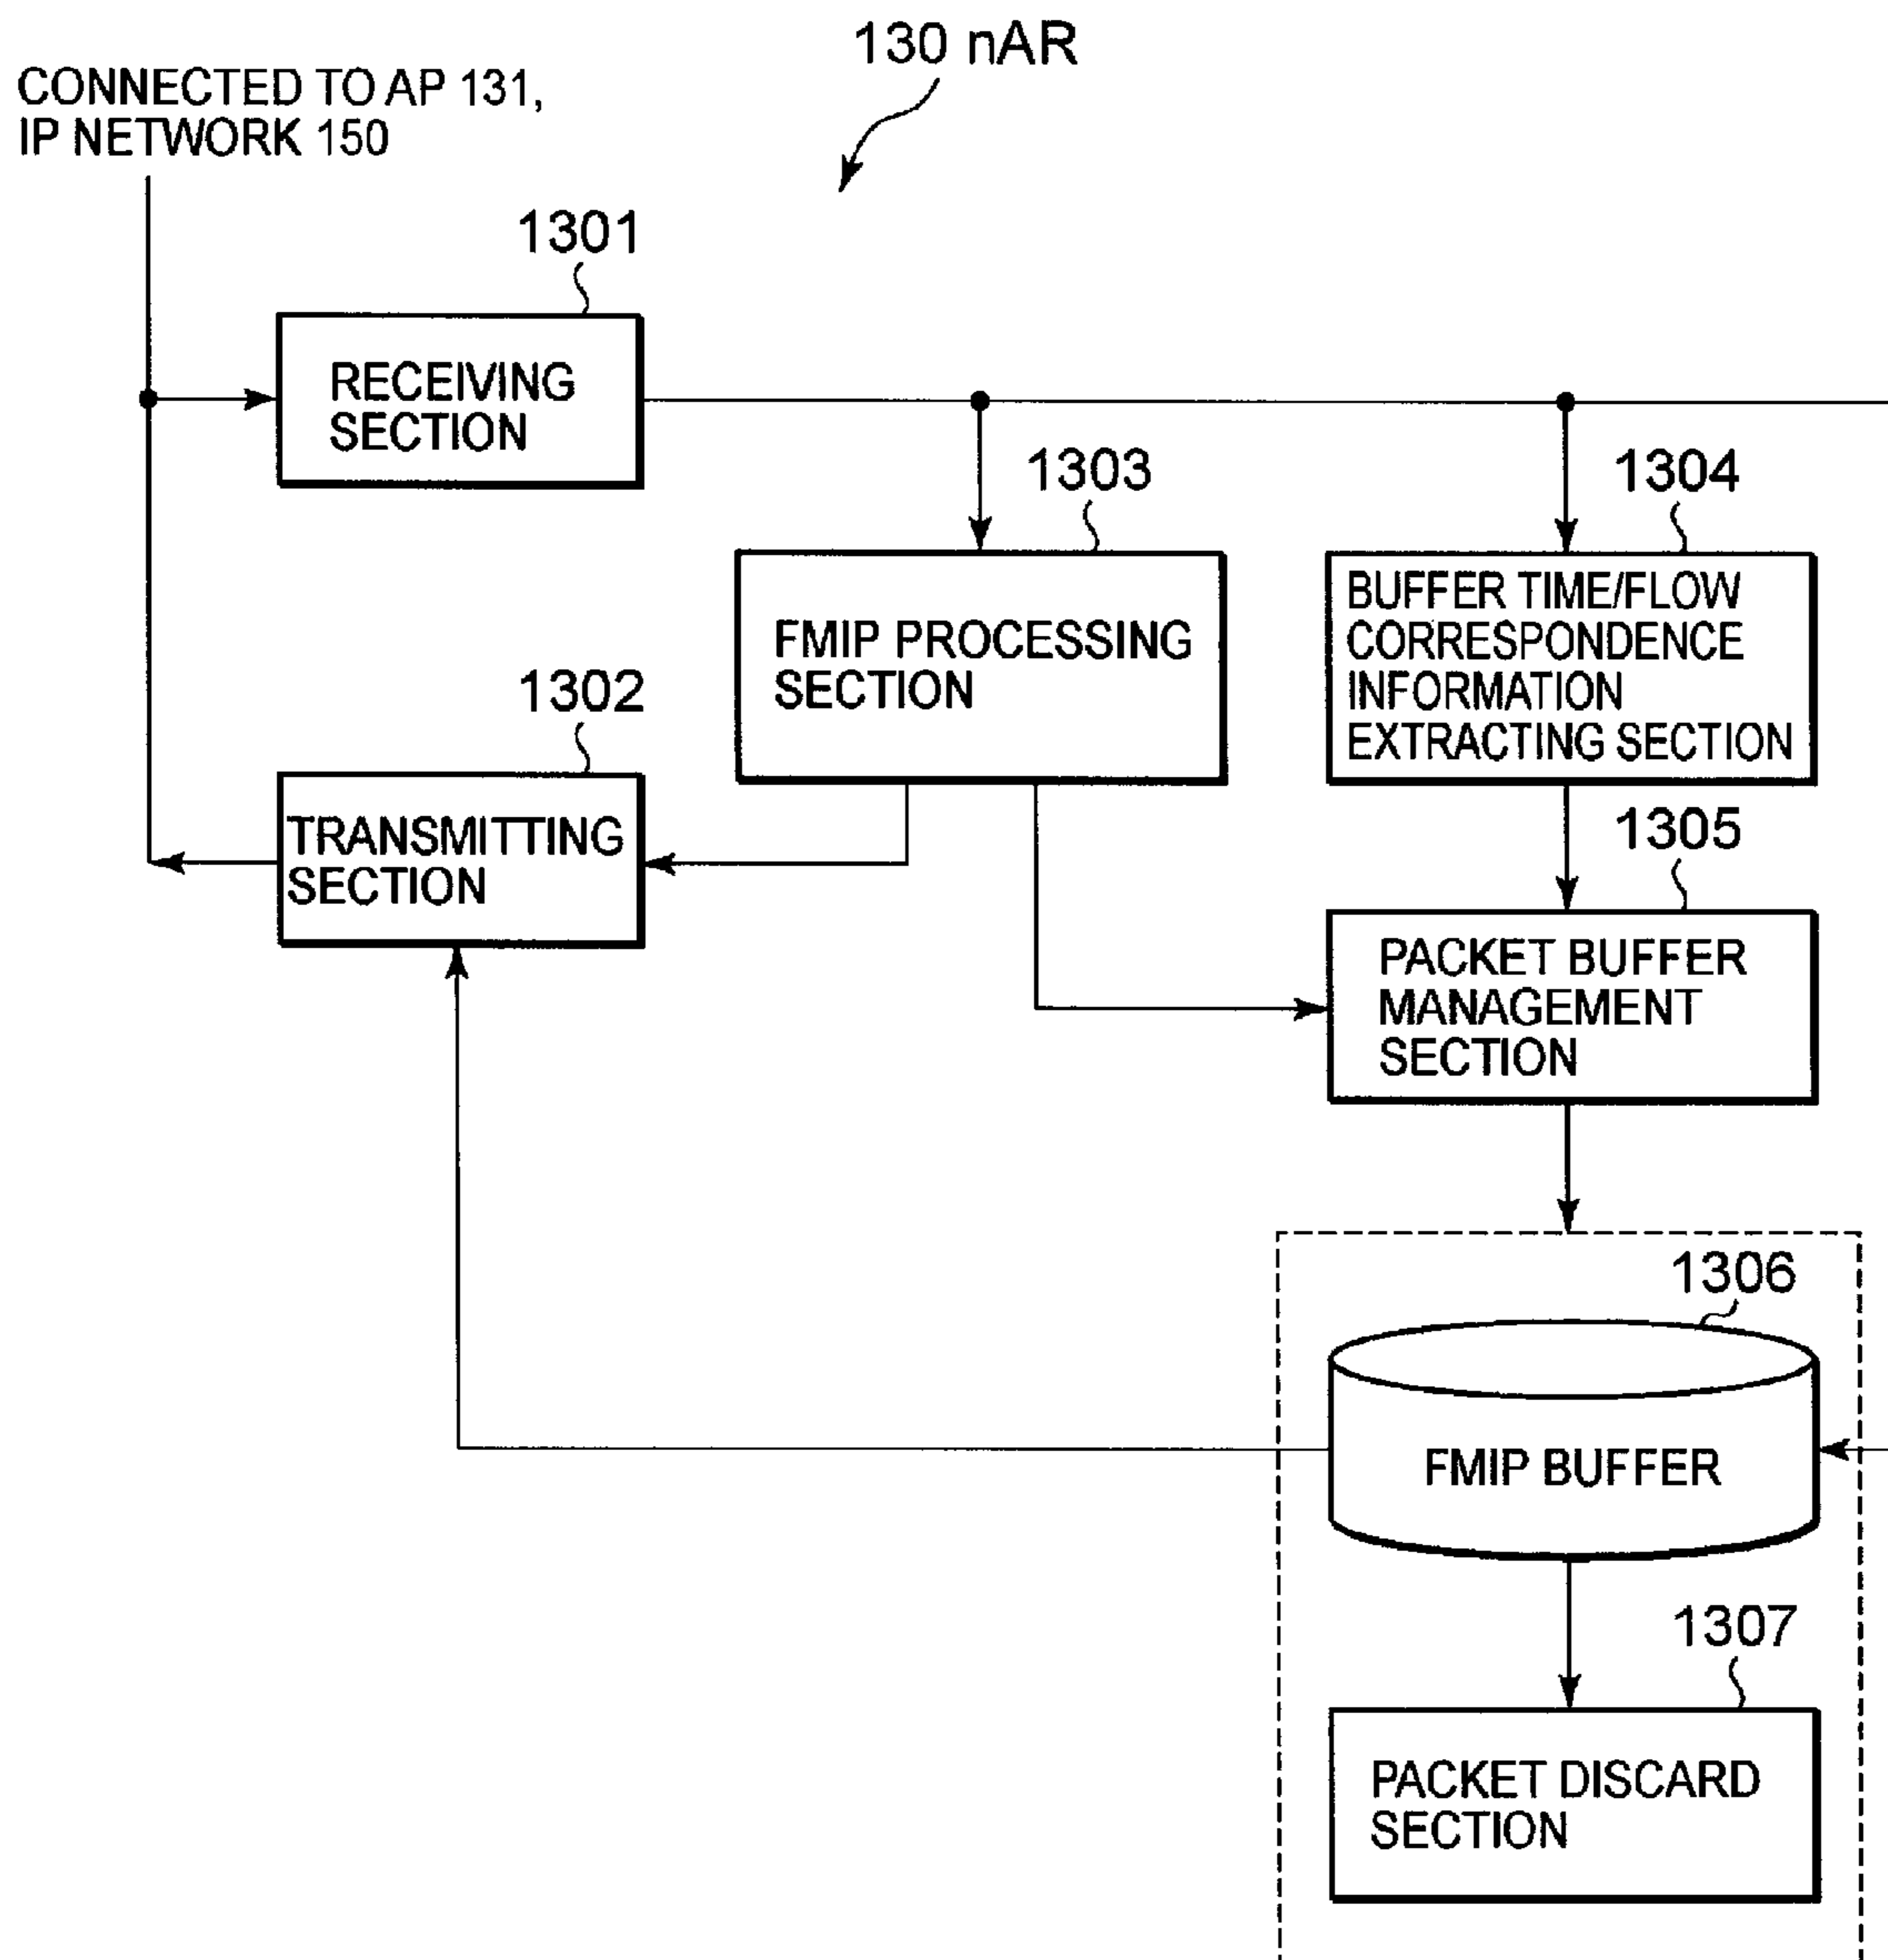 130 nAR
CONNECTED TO AP 131,
IP NETWORK 150
1301
RECEIVING
SECTION
1303
FMIP PROCESSING
SECTION
1304
BUFFER TIME/FLOW
CORRESPONDENCE
INFORMATION
EXTRACTING SECTION
1302
TRANSMITTING
SECTION
1305
PACKET BUFFER
MANAGEMENT
SECTION
1306
FMIP BUFFER
1307
PACKET DISCARD
SECTION